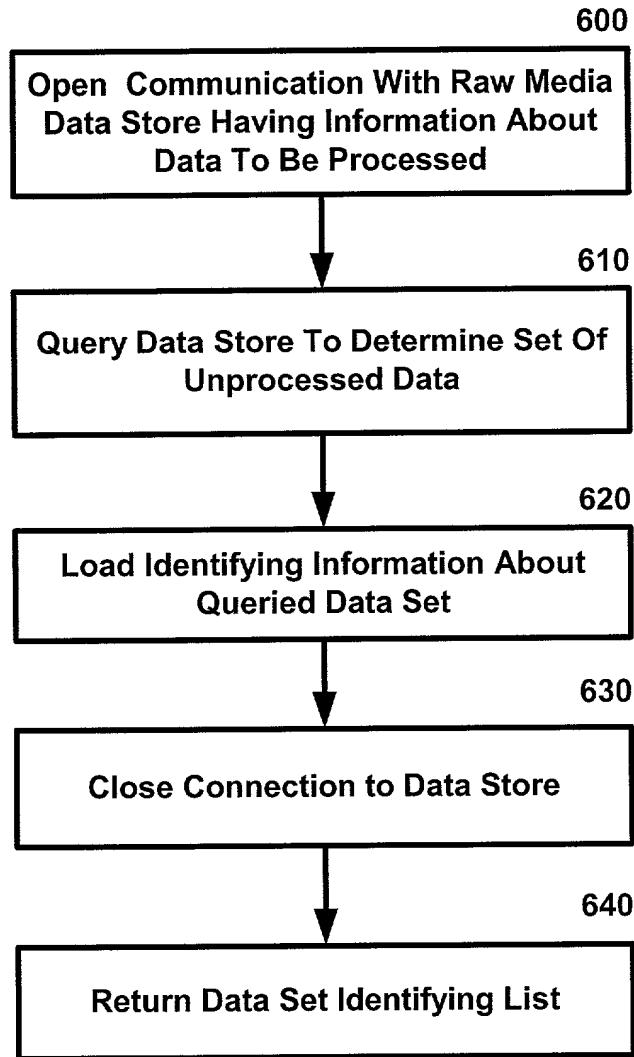 600
Open Communication With Raw Media
Data Store Having Information About
Data To Be Processed
610
Query Data Store To Determine Set Of
Unprocessed Data
620
Load Identifying Information About
Queried Data Set
630
Close Connection to Data Store
640
Return Data Set Identifying List